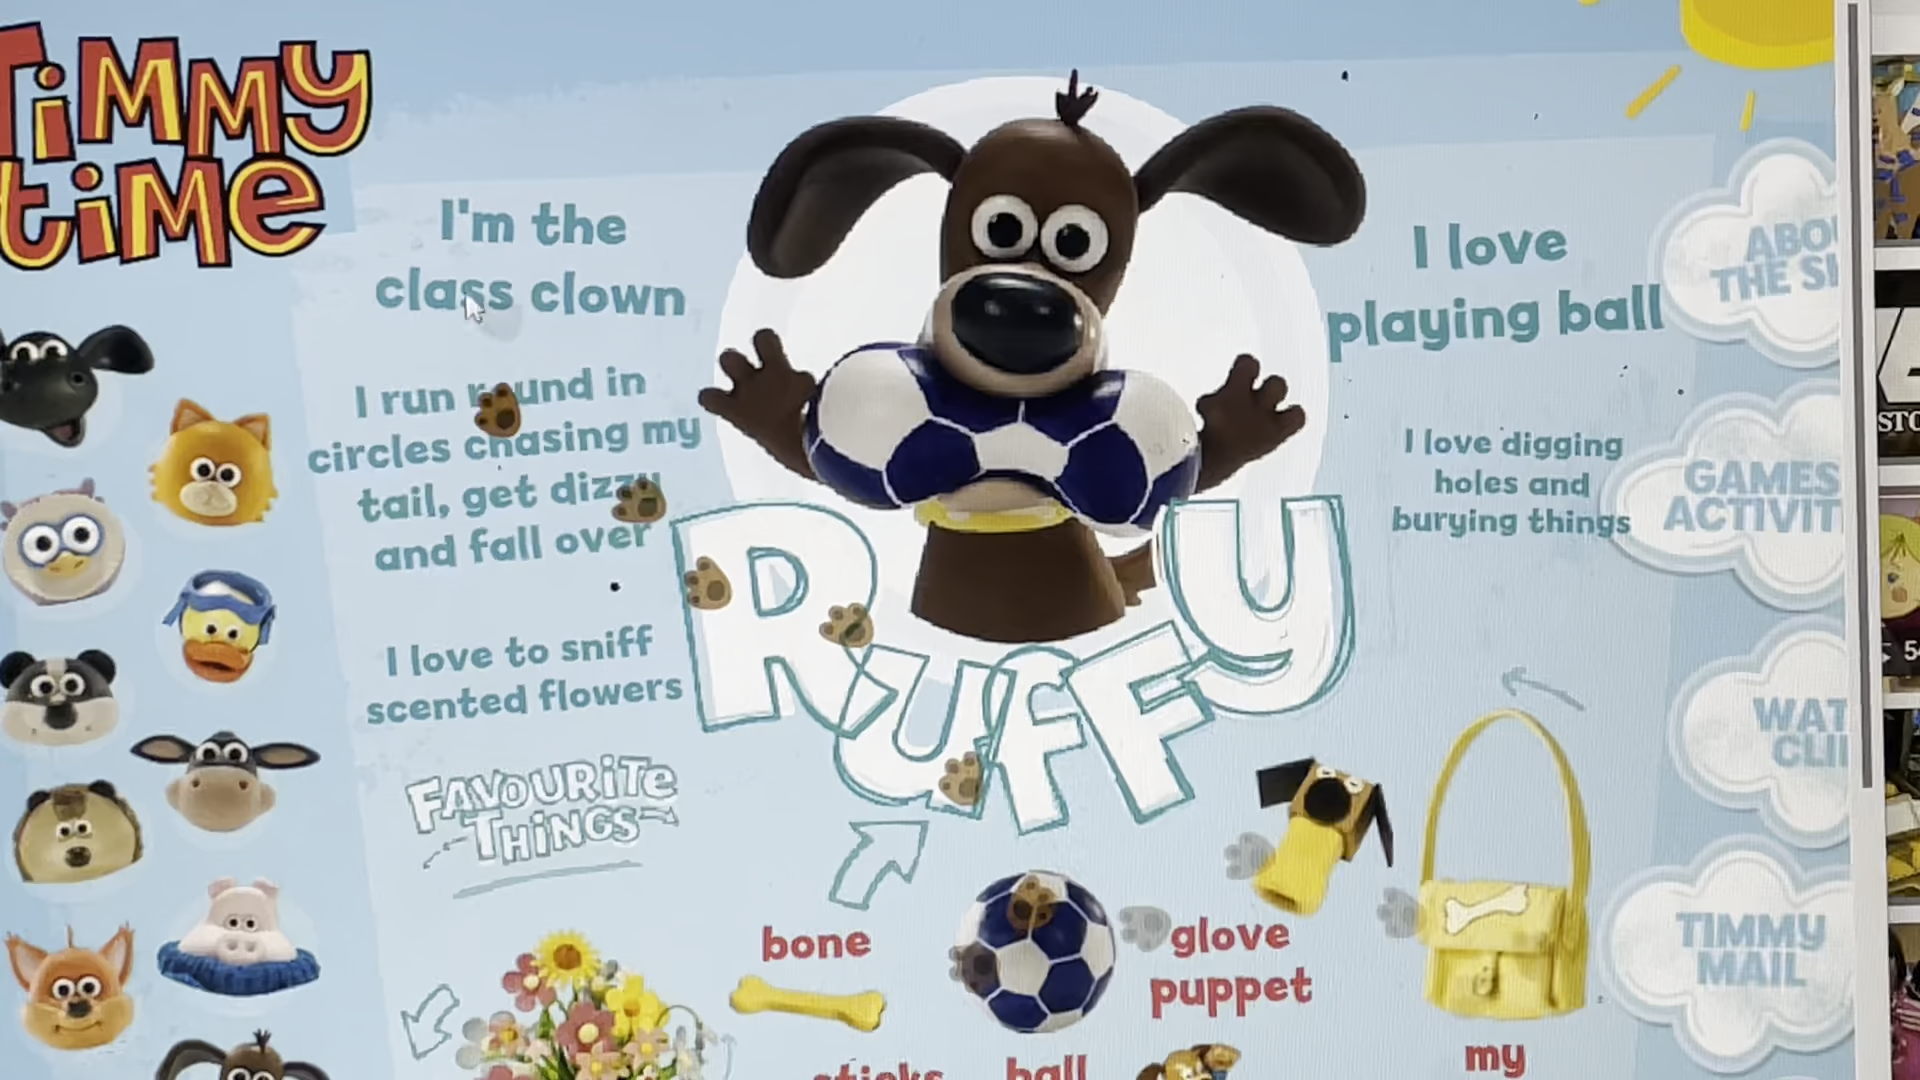 TiMMY
tiMe
I'm the
class clown
I run round in
circles chasing my
tail, get dizzy
and fall over
I love to sniff
scented flowers
FAVOURiTe
THiNGS
RuFFy
I love
playing ball
I love digging
holes and
burying things
bone
glove
puppet
sticks
ball
my
THE
GAMES
TIMMY
MAIL